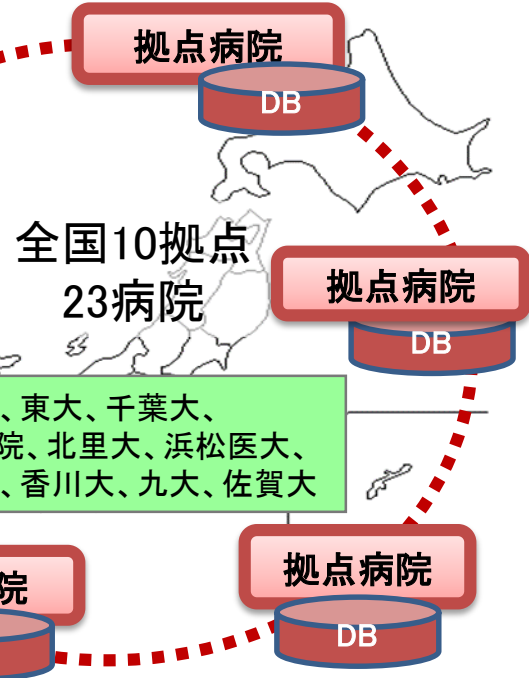 拠点病院
DB
全国10拠点
23病院
拠点病院
DB
、東大、千葉大、
院、北里大、浜松医大、
、香川大、九大、佐賀大
拠点病院
DB
院